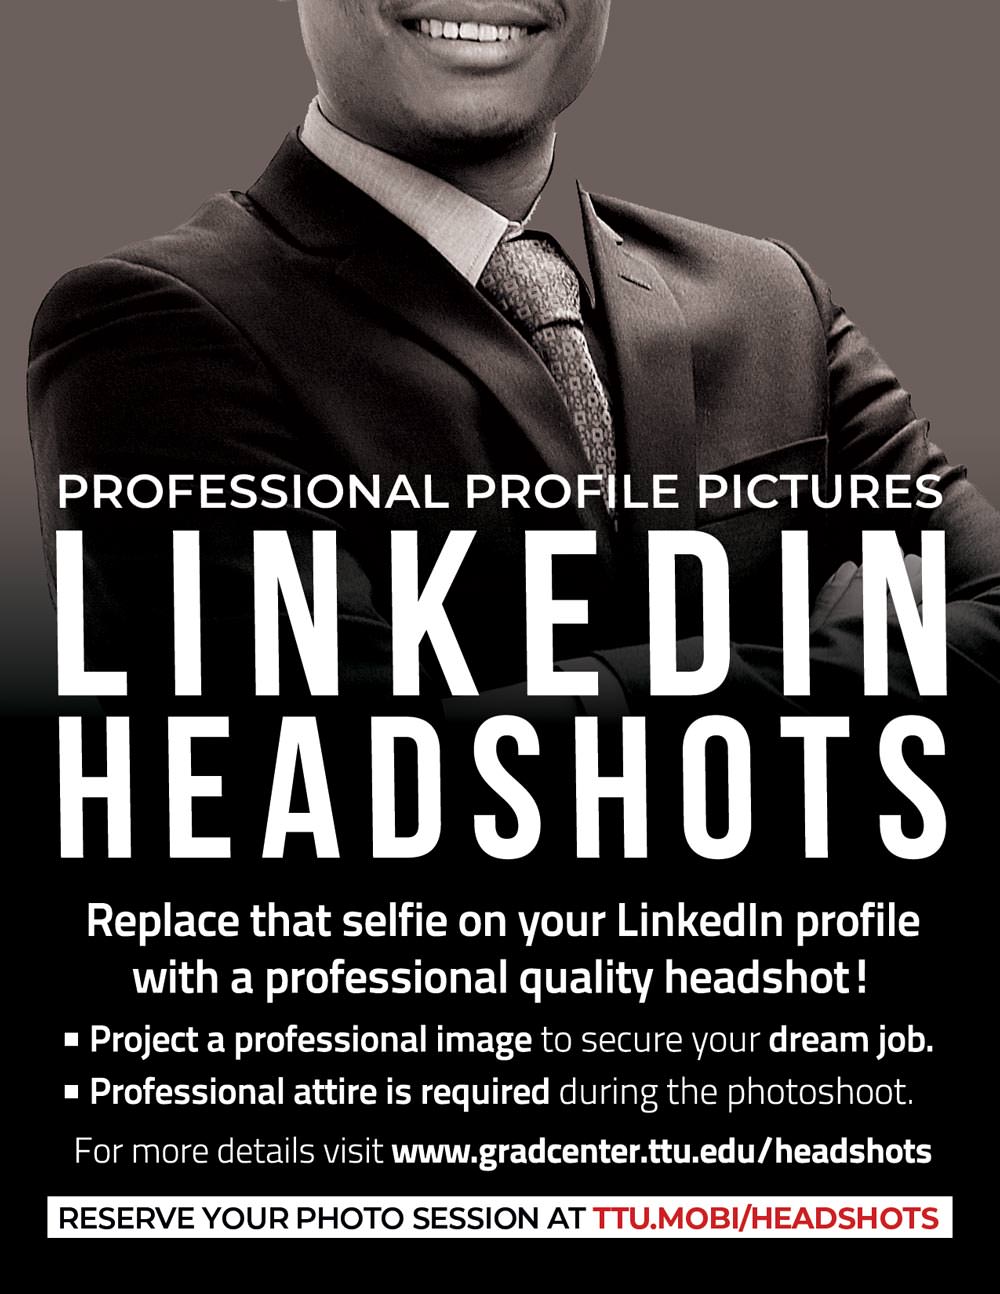 PROFESSIONAL PROFILE PICTURES
LINKEDIN
HEADSHOTS
Replace that selfie on your LinkedIn profile
with a professional quality headshot!
▪ Project a professional image to secure your dream job.
▪ Professional attire is required during the photoshoot.
For more details visit www.gradcenter.ttu.edu/headshots
RESERVE YOUR PHOTO SESSION AT TTU.MOBI/HEADSHOTS